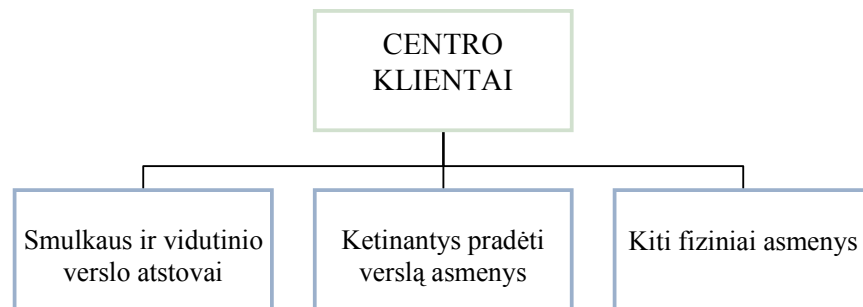 CENTRO
KLIENTAI
Smulkaus ir vidutinio
verslo atstovai
Ketinantys pradėti
verslą asmenys
Kiti fiziniai asmenys